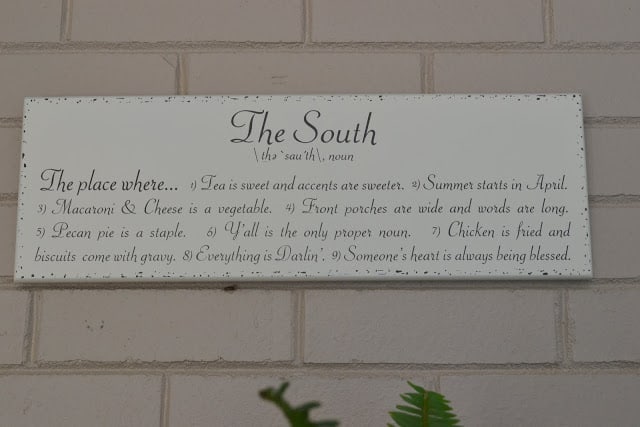 The South
\ thə `sau'th\, noun
The place where... 1) Tea is sweet and accents are sweeter. 2) Summer starts in April.
3) Macaroni & Cheese is a vegetable. 4) Front porches are wide and words are long.
5) Pecan pie is a staple. 6) Y'all is the only proper noun. 7) Chicken is fried and
biscuits come with gravy. 8) Everything is Darlin'. 9) Someone's heart is always being blessed.